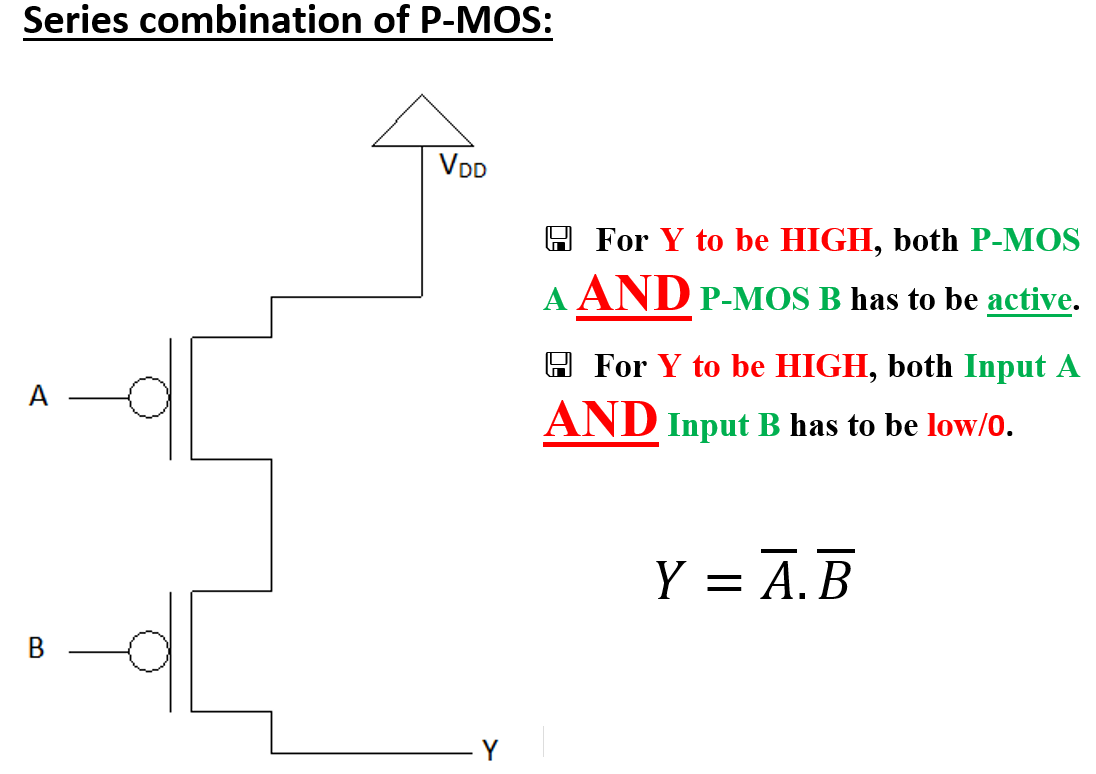 Series combination of P-MOS:
VDD
For Y to be HIGH, both P-MOS
A AND P-MOS B has to be active.
For Y to be HIGH, both Input A
AND Input B has to be low/0.
A
Y = A̅.B̅
B
Y